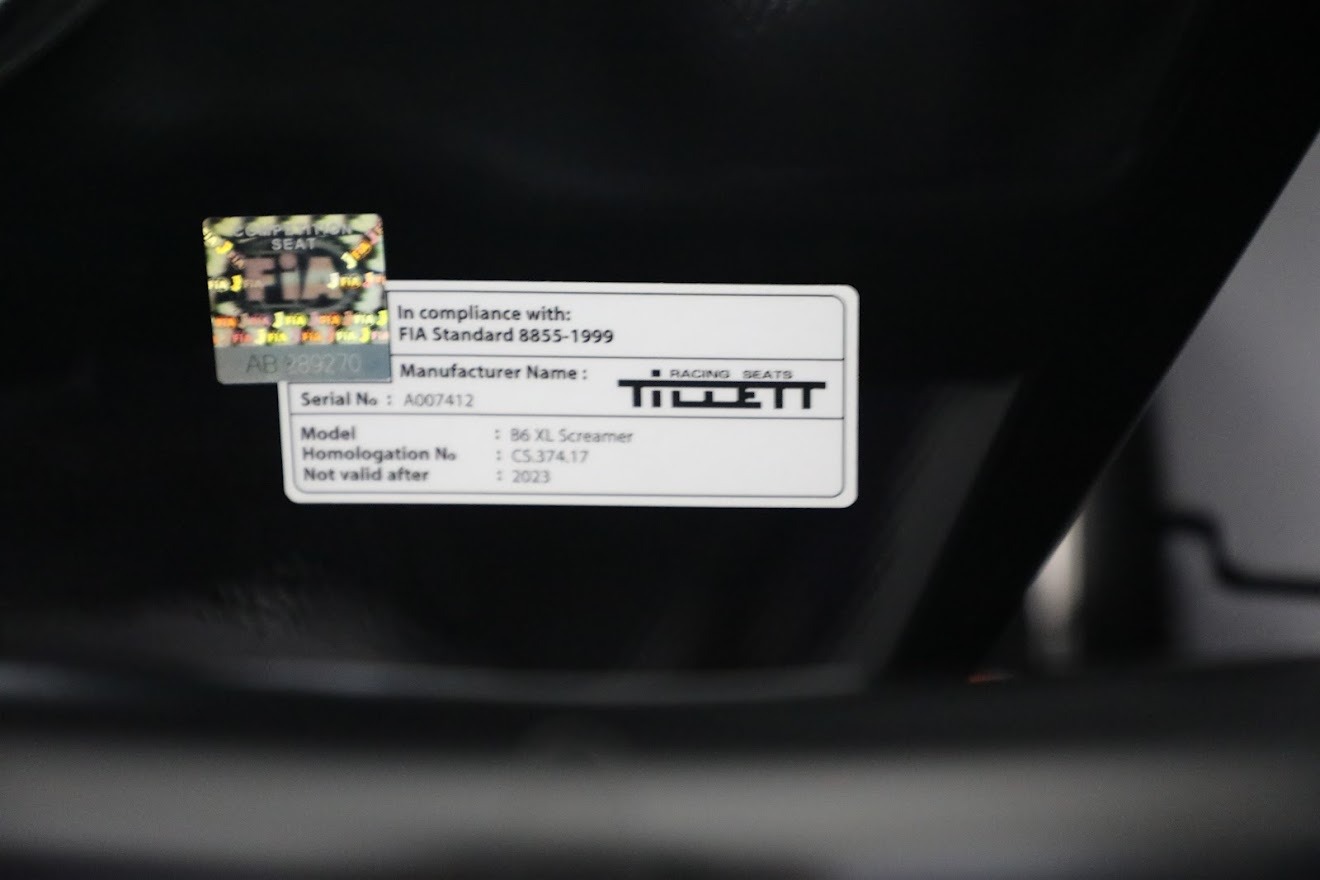 COMPETITION
SEAT
FiA
AB 289270
In compliance with:
FIA Standard 8855-1999
Manufacturer Name :
RACING SEATS
TILLETT
Serial No : A007412
Model : B6 XL Screamer
Homologation No : CS.374.17
Not valid after : 2023